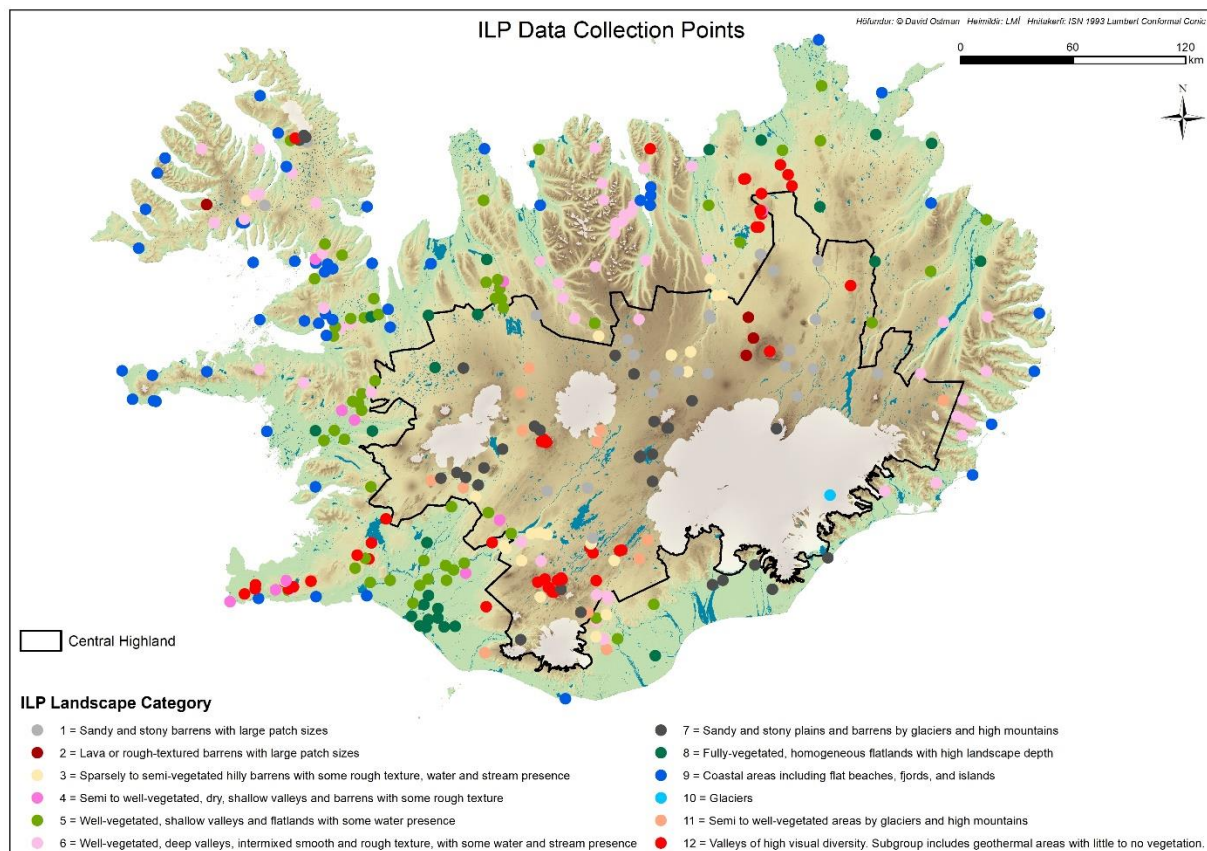 ILP Data Collection Points
Höfundur: © David Ostman Heimildir: LMÍ Hnitakerfi: ISN 1993 Lambert Conformal Conic
0 60 120
km
N
Central Highland
ILP Landscape Category
1 = Sandy and stony barrens with large patch sizes
2 = Lava or rough-textured barrens with large patch sizes
3 = Sparsely to semi-vegetated hilly barrens with some rough texture, water and stream presence
4 = Semi to well-vegetated, dry, shallow valleys and barrens with some rough texture
5 = Well-vegetated, shallow valleys and flatlands with some water presence
6 = Well-vegetated, deep valleys, intermixed smooth and rough texture, with some water and stream presence
7 = Sandy and stony plains and barrens by glaciers and high mountains
8 = Fully-vegetated, homogeneous flatlands with high landscape depth
9 = Coastal areas including flat beaches, fjords, and islands
10 = Glaciers
11 = Semi to well-vegetated areas by glaciers and high mountains
12 = Valleys of high visual diversity. Subgroup includes geothermal areas with little to no vegetation.